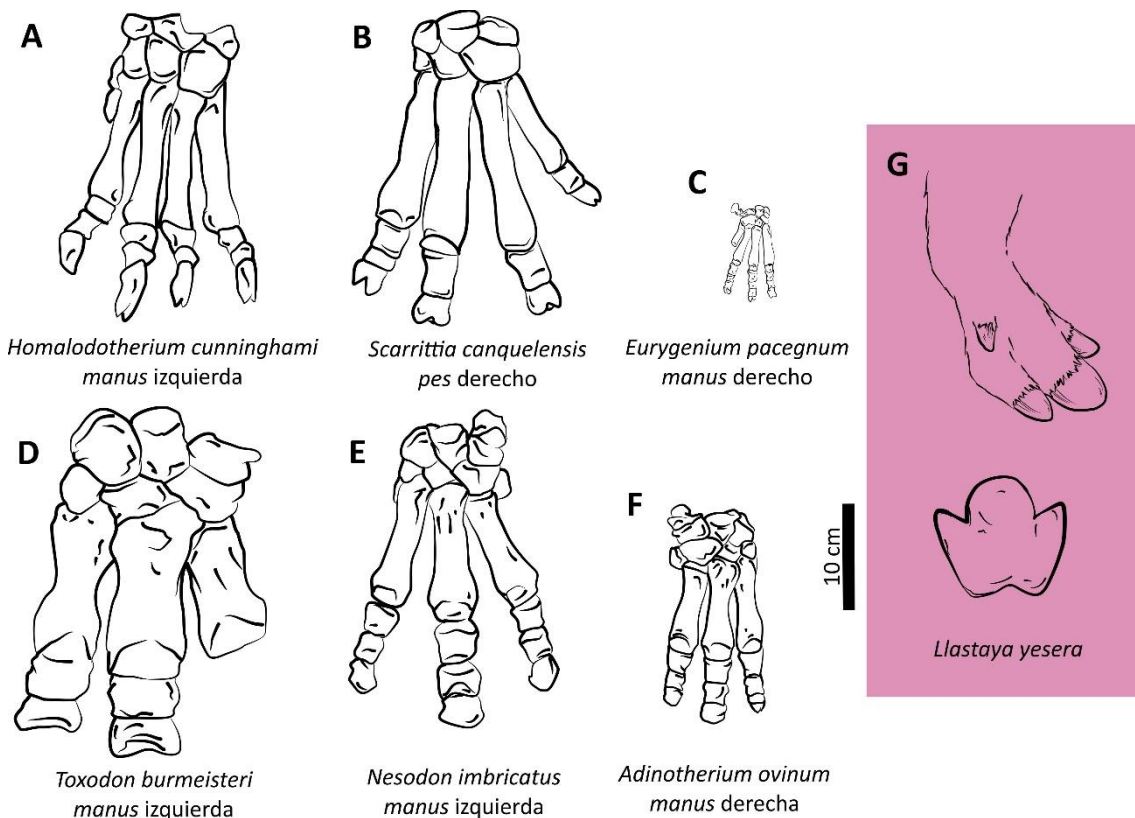 A
B
C
G
Homalodotherium cunninghami
manus izquierda
Scarrittia canquelensis
pes derecho
Eurygenium pacegnum
manus derecho
D
E
F
10 cm
Llastaya yesera
Toxodon burmeisteri
manus izquierda
Nesodon imbricatus
manus izquierda
Adinotherium ovinum
manus derecha